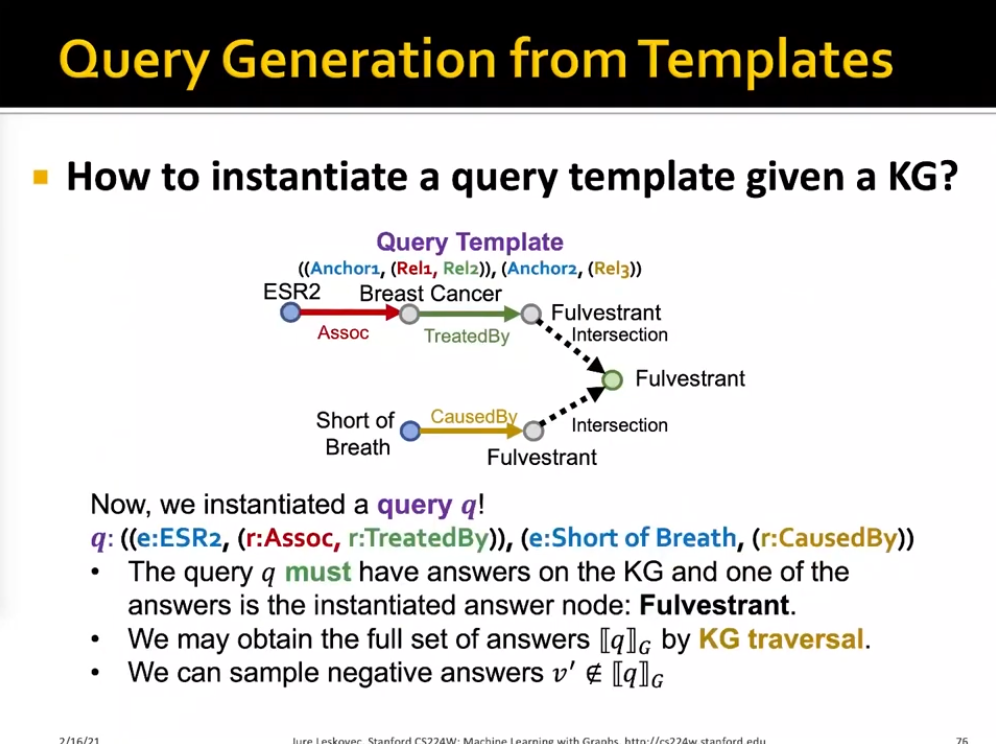 Query Generation from Templates
How to instantiate a query template given a KG?
Query Template
((Anchor1, (Rel1, Rel2)), (Anchor2, (Rel3))
ESR2
Breast Cancer
Fulvestrant
Assoc
TreatedBy
Intersection
Fulvestrant
Short of
Breath
CausedBy
Intersection
Fulvestrant
Now, we instantiated a query q!
q: ((e:ESR2, (r:Assoc, r:TreatedBy)), (e:Short of Breath, (r:CausedBy))
• The query q must have answers on the KG and one of the
answers is the instantiated answer node: Fulvestrant.
• We may obtain the full set of answers ⟦q⟧G by KG traversal.
• We can sample negative answers v′ ∉ ⟦q⟧G
2/16/21
Jure Leskovec, Stanford CS224W: Machine Learning with Graphs, http://cs224w.stanford.edu
76